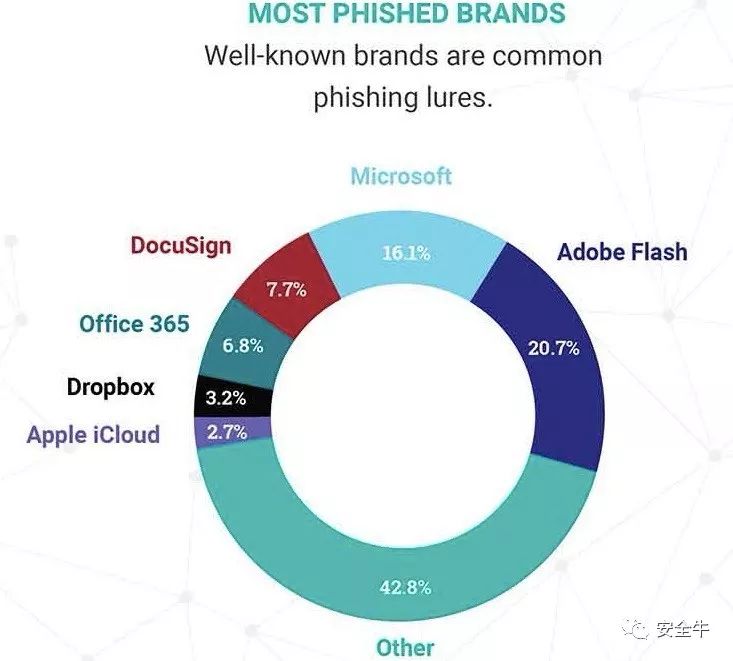 MOST PHISHED BRANDS
Well-known brands are common
phishing lures.
Microsoft
16.1%
Adobe Flash
20.7%
DocuSign
7.7%
Office 365
6.8%
Dropbox
3.2%
Apple iCloud
2.7%
42.8%
Other
安全牛